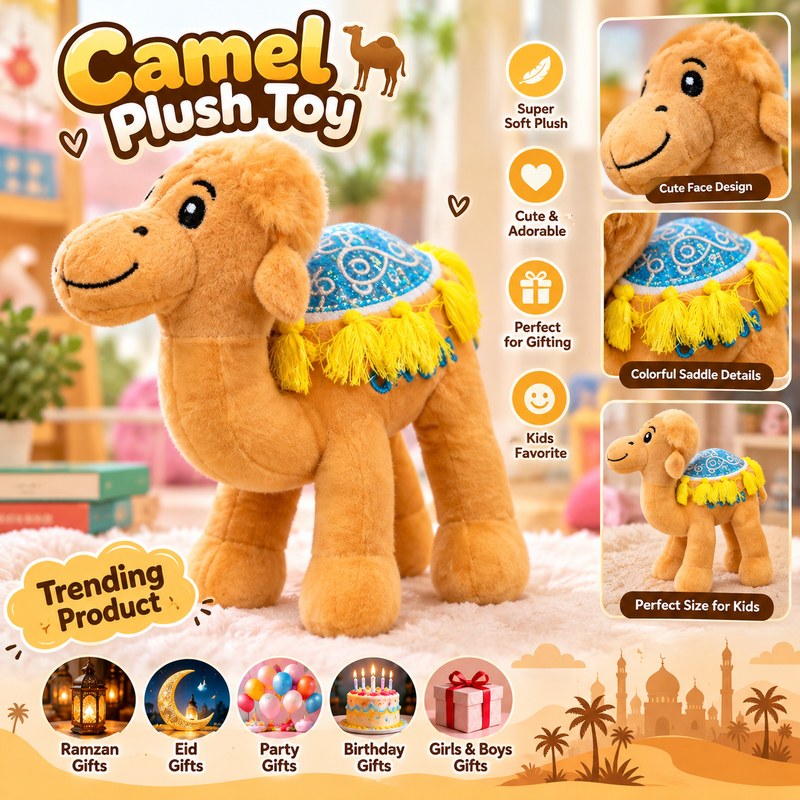 Camel
Plush Toy
Super
Soft Plush
Cute &
Adorable
Perfect
for Gifting
Kids
Favorite
Cute Face Design
Colorful Saddle Details
Perfect Size for Kids
Trending
Product
Ramzan
Gifts
Eid
Gifts
Party
Gifts
Birthday
Gifts
Girls & Boys
Gifts